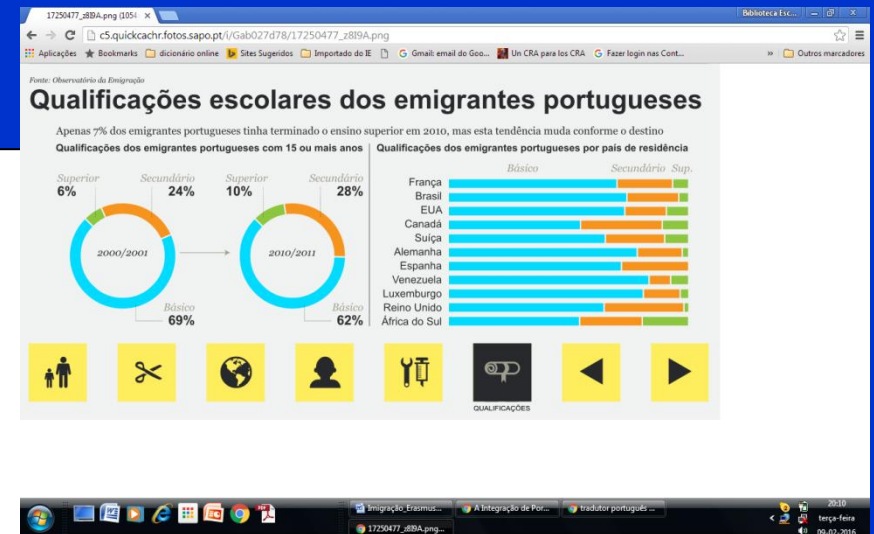 17250477_z8I9A.png (1054
Biblioteca Esc...
c5.quickcachr.fotos.sapo.pt/i/Gab027d78/17250477_z8I9A.png
Aplicações Bookmarks dicionário online Sites Sugeridos Importado do IE Gmail: email do Goo... Un CRA para los CRA Fazer login nas Cont... » Outros marcadores
Fonte: Observatório da Emigração
Qualificações escolares dos emigrantes portugueses
Apenas 7% dos emigrantes portugueses tinha terminado o ensino superior em 2010, mas esta tendência muda conforme o destino
Qualificações dos emigrantes portugueses com 15 ou mais anos
Superior Secundário Superior Secundário
6% 24% 10% 28%
2000/2001 2010/2011
Básico Básico
69% 62%
Qualificações dos emigrantes portugueses por país de residência
Básico Secundário Sup.
França
Brasil
EUA
Canadá
Suíça
Alemanha
Espanha
Venezuela
Luxemburgo
Reino Unido
África do Sul
QUALIFICAÇÕES
Imigração_Erasmus... A Integração de Por... tradutor português ...
17250477_z8I9A.png...
20:10
terça-feira
09-02-2016